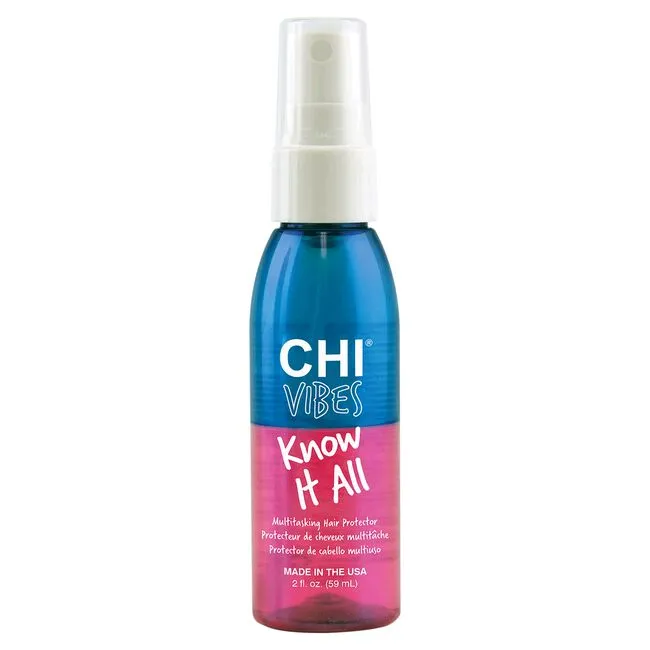 CHI®
VIBES
Know
It All
Multitasking Hair Protector
Protecteur de cheveux multitâche
Protector de cabello multiuso
MADE IN THE USA
2 fl. oz. (59 mL)